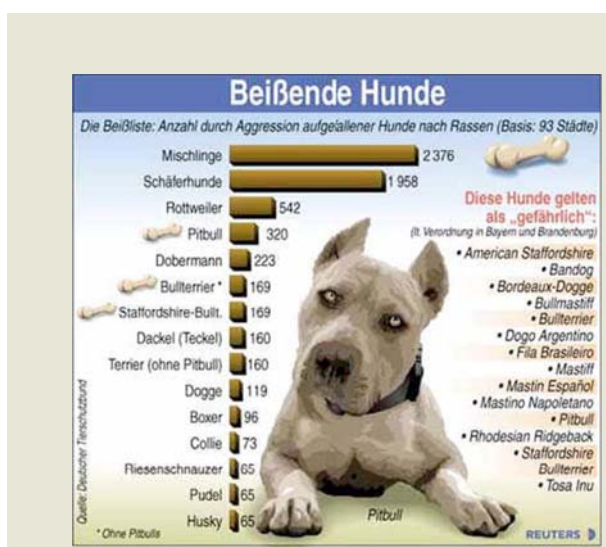 Beißende Hunde
Die Beißliste: Anzahl durch Aggression aufgefallener Hunde nach Rassen (Basis: 93 Städte)
Mischlinge 2 376
Schäferhunde 1 958
Rottweiler 542
Pitbull 320
Dobermann 223
Bullterrier * 169
Staffordshire-Bullt. 169
Dackel (Teckel) 160
Terrier (ohne Pitbull) 160
Dogge 119
Boxer 96
Collie 73
Riesenschnauzer 65
Pudel 65
Husky 65
* Ohne Pitbulls
Quelle: Deutscher Tierschutzbund
Diese Hunde gelten
als „gefährlich":
(lt. Verordnung in Bayern und Brandenburg)
• American Staffordshire
• Bandog
• Bordeaux-Dogge
• Bullmastiff
• Bullterrier
• Dogo Argentino
• Fila Brasileiro
• Mastiff
• Mastin Español
• Mastino Napoletano
• Pitbull
• Rhodesian Ridgeback
• Staffordshire
Bullterrier
• Tosa Inu
Pitbull
REUTERS